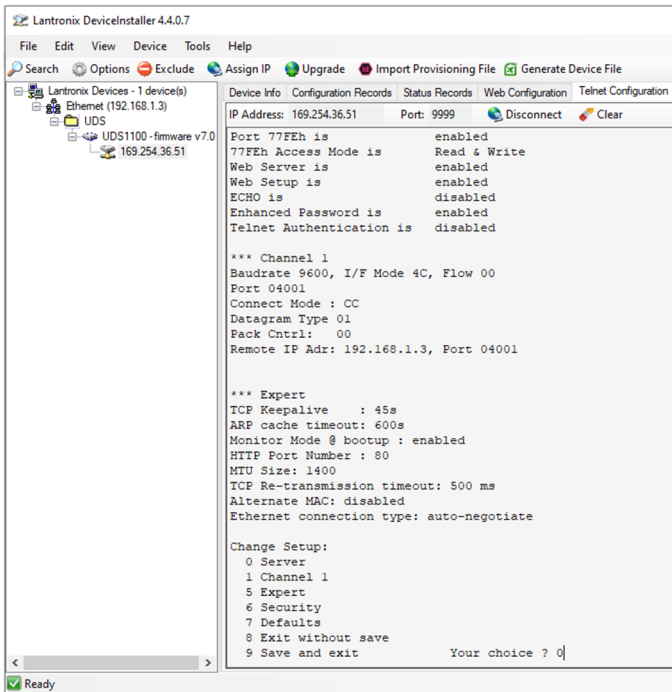 Lantronix DeviceInstaller 4.4.0.7
File Edit View Device Tools Help
Search Options Exclude Assign IP Upgrade Import Provisioning File Generate Device File
Lantronix Devices - 1 device(s)
Ethernet (192.168.1.3)
UDS
UDS1100 - firmware v7.0
169.254.36.51
Device Info Configuration Records Status Records Web Configuration Telnet Configuration
IP Address: 169.254.36.51 Port: 9999 Disconnect Clear
Port 77FEh is enabled
77FEh Access Mode is Read & Write
Web Server is enabled
Web Setup is enabled
ECHO is disabled
Enhanced Password is enabled
Telnet Authentication is disabled
*** Channel 1
Baudrate 9600, I/F Mode 4C, Flow 00
Port 04001
Connect Mode : CC
Datagram Type 01
Pack Cntrl: 00
Remote IP Adr: 192.168.1.3, Port 04001
*** Expert
TCP Keepalive : 45s
ARP cache timeout: 600s
Monitor Mode @ bootup : enabled
HTTP Port Number : 80
MTU Size: 1400
TCP Re-transmission timeout: 500 ms
Alternate MAC: disabled
Ethernet connection type: auto-negotiate
Change Setup:
0 Server
1 Channel 1
5 Expert
6 Security
7 Defaults
8 Exit without save
9 Save and exit Your choice ? 0
Ready